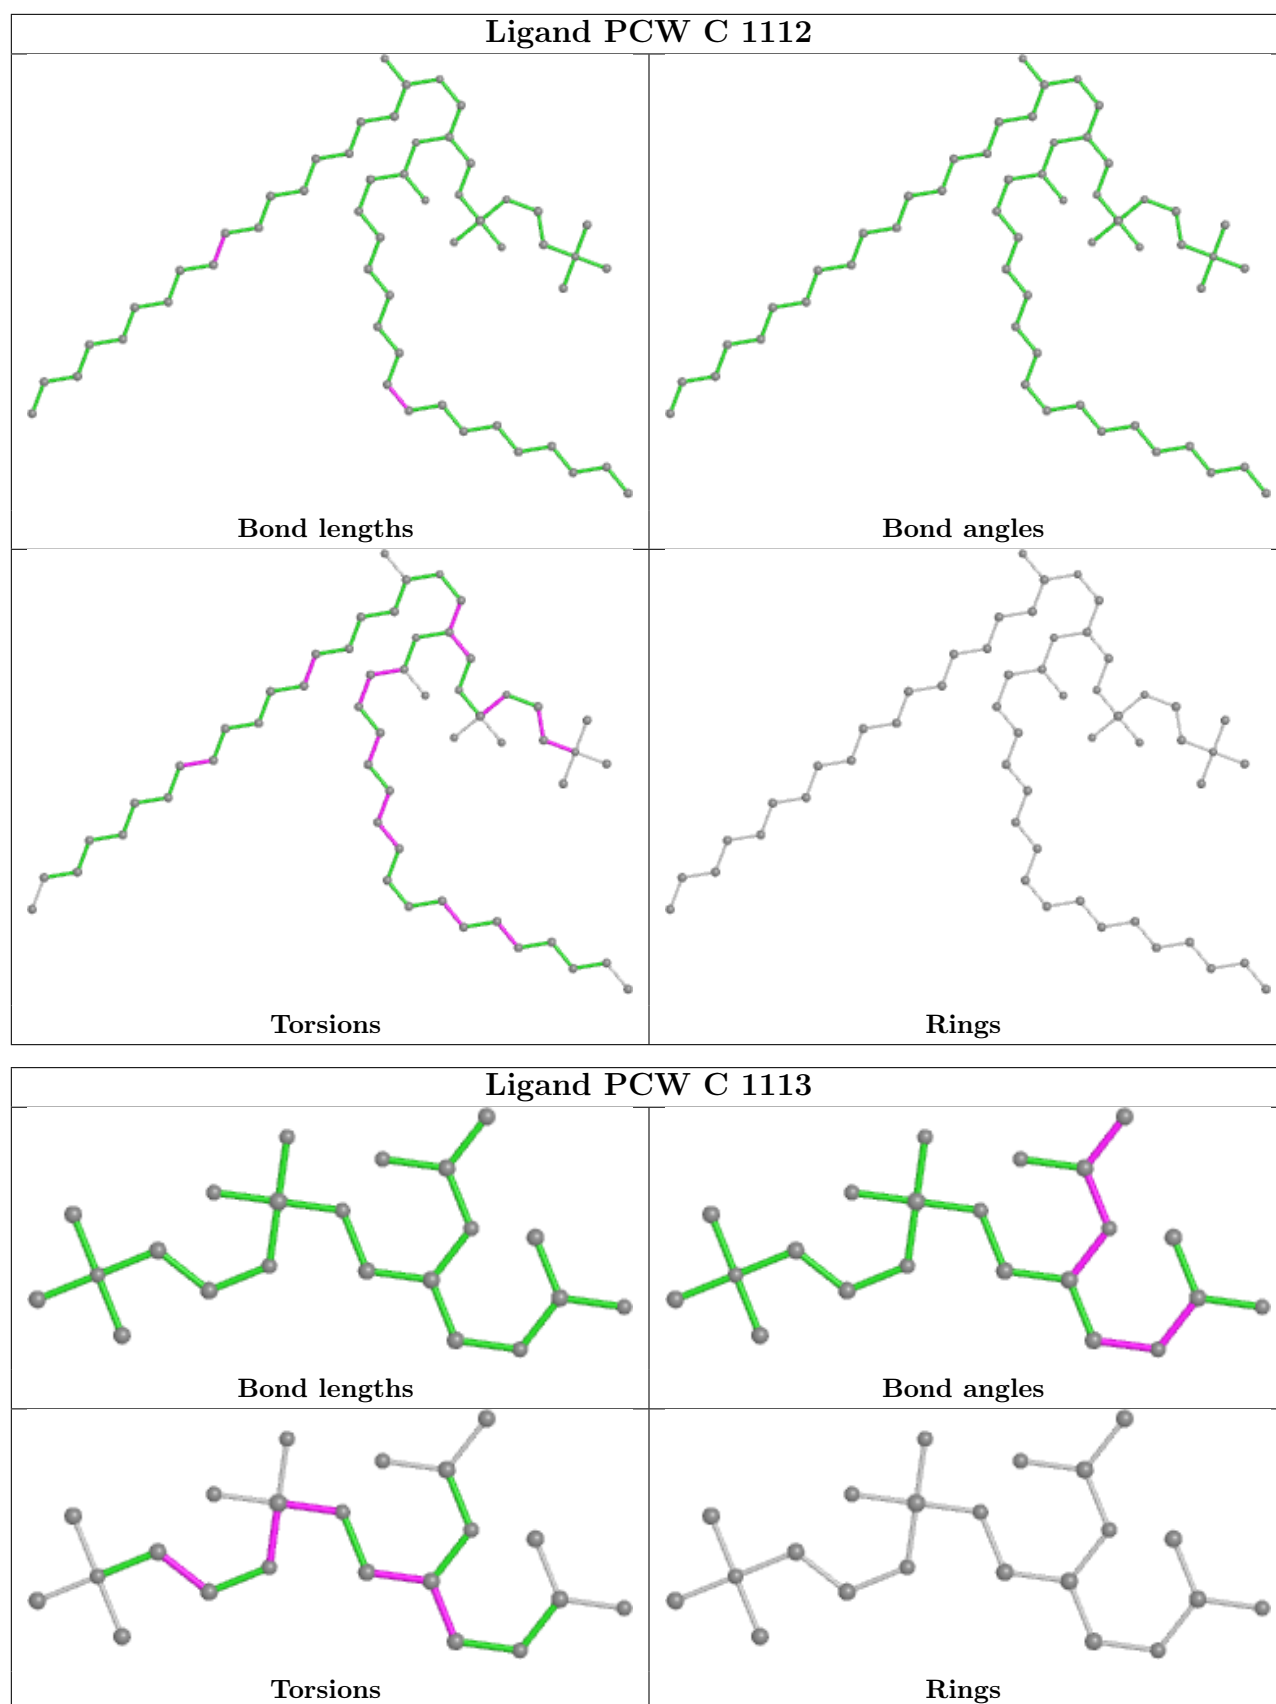 Ligand PCW C 1112
Bond lengths
Bond angles
Torsions
Rings
Ligand PCW C 1113
Bond lengths
Bond angles
Torsions
Rings